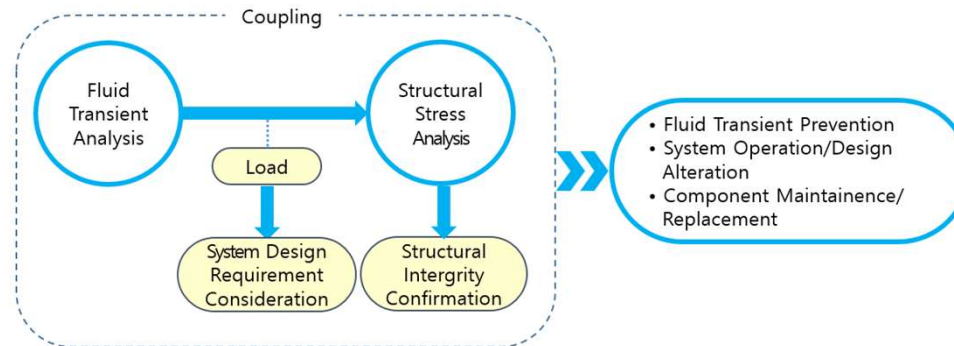 Coupling
Fluid
Transient
Analysis
Structural
Stress
Analysis
Load
System Design
Requirement
Consideration
Structural
Intergrity
Confirmation
• Fluid Transient Prevention
• System Operation/Design
Alteration
• Component Maintainence/
Replacement